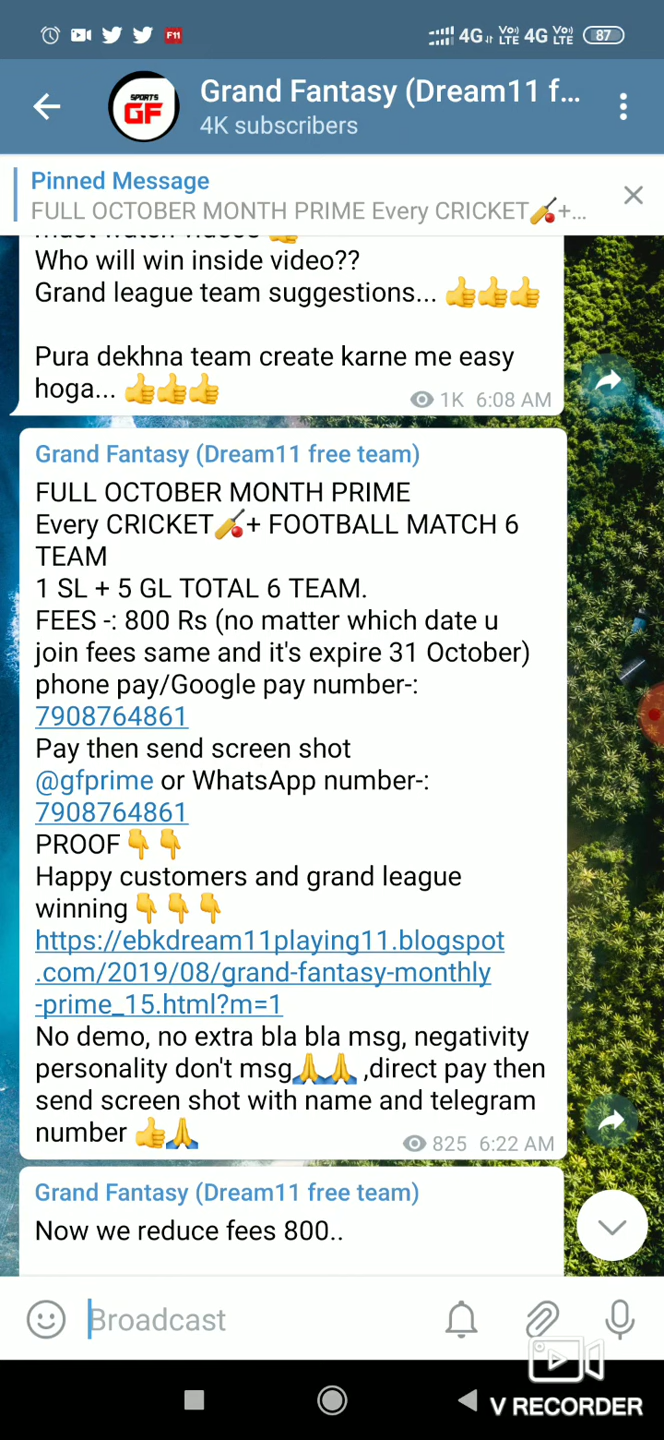 F11
4G
Vo)
LTE
4G
Vo)
LTE
87
SPORTS
GF
Grand Fantasy (Dream11 f...
4K subscribers
Pinned Message
FULL OCTOBER MONTH PRIME Every CRICKET🏏+...
Who will win inside video??
Grand league team suggestions... 👍👍👍
Pura dekhna team create karne me easy
hoga... 👍👍👍
1K 6:08 AM
Grand Fantasy (Dream11 free team)
FULL OCTOBER MONTH PRIME
Every CRICKET🏏+ FOOTBALL MATCH 6
TEAM
1 SL + 5 GL TOTAL 6 TEAM.
FEES -: 800 Rs (no matter which date u
join fees same and it's expire 31 October)
phone pay/Google pay number-:
7908764861
Pay then send screen shot
@gfprime or WhatsApp number-:
7908764861
PROOF👇👇
Happy customers and grand league
winning👇👇👇
https://ebkdream11playing11.blogspot
.com/2019/08/grand-fantasy-monthly
-prime_15.html?m=1
No demo, no extra bla bla msg, negativity
personality don't msg🙏🙏 ,direct pay then
send screen shot with name and telegram
number 👍🙏
825 6:22 AM
Grand Fantasy (Dream11 free team)
Now we reduce fees 800..
Broadcast
V RECORDER